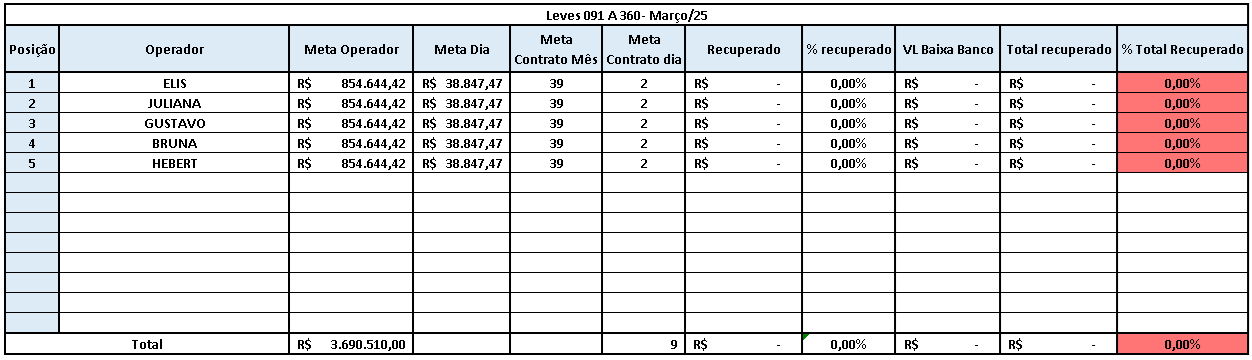 Leves 091 A 360- Março/25
Posição Operador Meta Operador Meta Dia Meta Contrato Mês Meta Contrato dia Recuperado % recuperado VL Baixa Banco Total recuperado % Total Recuperado
1 ELIS R$ 854.644,42 R$ 38.847,47 39 2 R$ - 0,00% R$ - R$ - 0,00%
2 JULIANA R$ 854.644,42 R$ 38.847,47 39 2 R$ - 0,00% R$ - R$ - 0,00%
3 GUSTAVO R$ 854.644,42 R$ 38.847,47 39 2 R$ - 0,00% R$ - R$ - 0,00%
4 BRUNA R$ 854.644,42 R$ 38.847,47 39 2 R$ - 0,00% R$ - R$ - 0,00%
5 HEBERT R$ 854.644,42 R$ 38.847,47 39 2 R$ - 0,00% R$ - R$ - 0,00%
Total R$ 3.690.510,00 9 R$ - 0,00% R$ - R$ - 0,00%